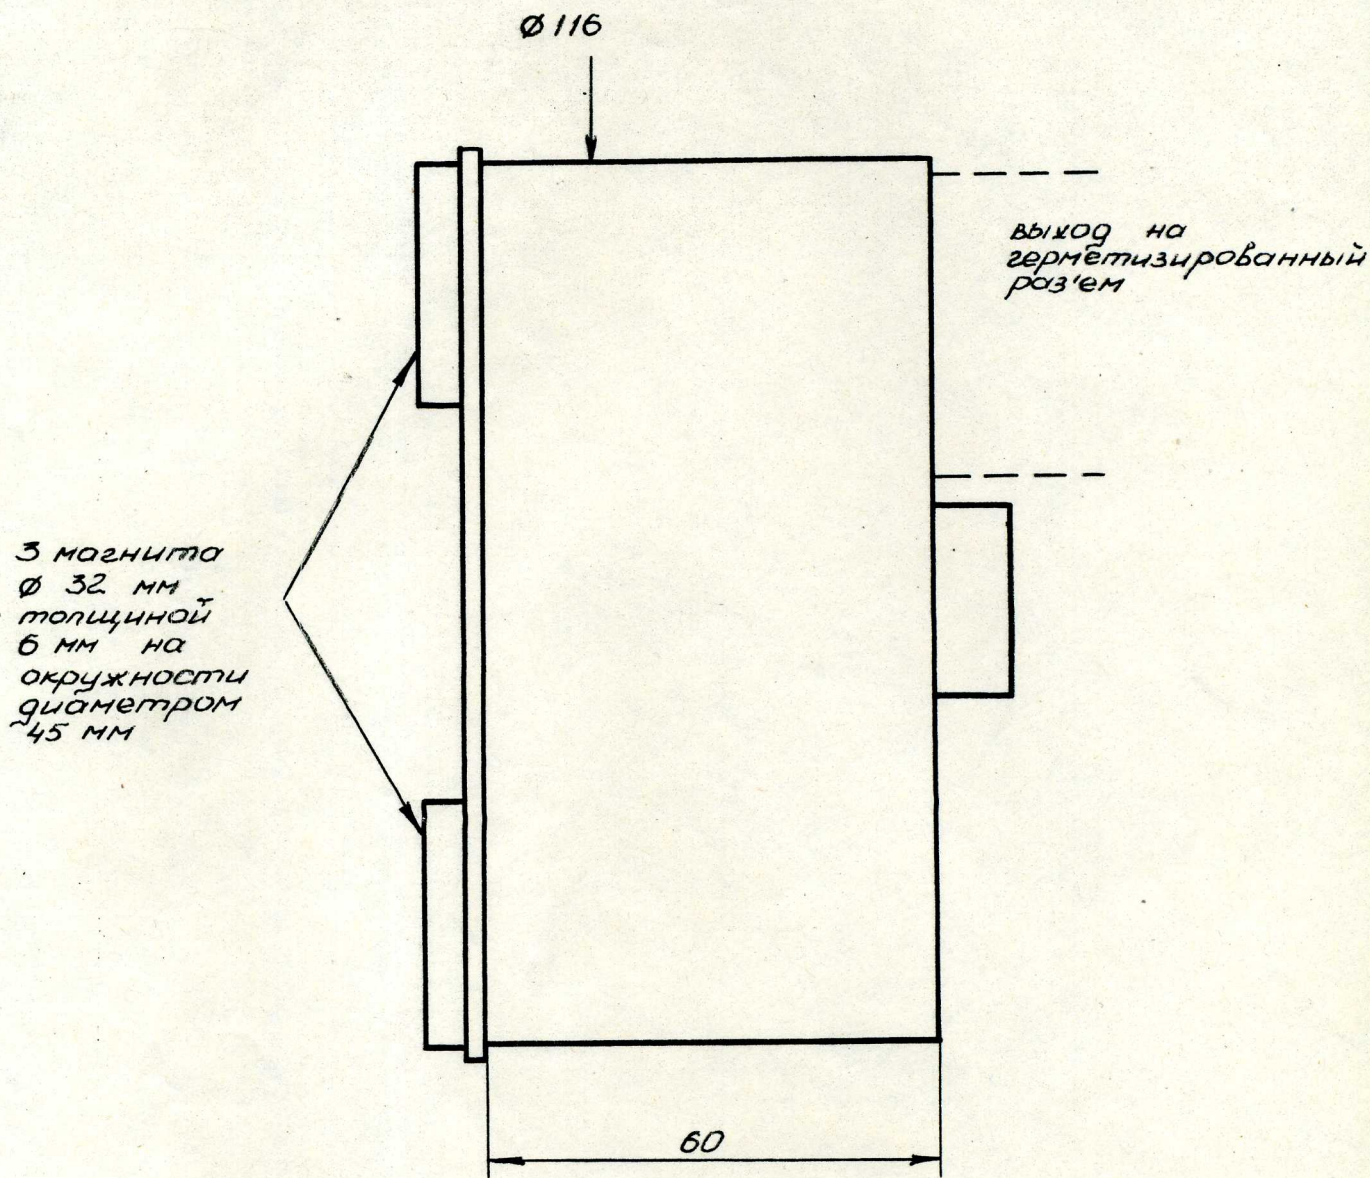 Ø 116
выход на
герметизированный
раз'ем
3 магнита
Ø 32 мм
толщиной
6 мм на
окружности
диаметром
~45 мм
60